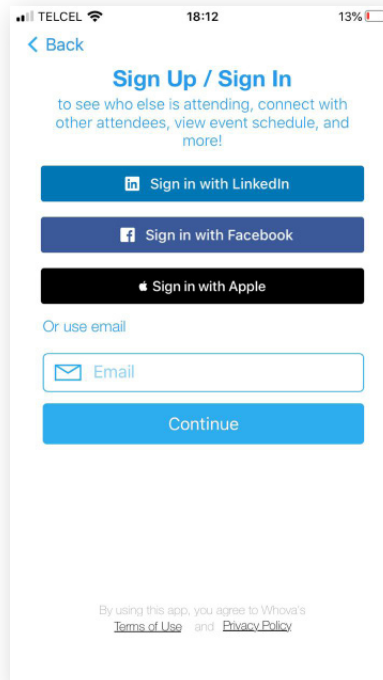 TELCEL 18:12 13%
Back
Sign Up / Sign In
to see who else is attending, connect with
other attendees, view event schedule, and
more!
in Sign in with LinkedIn
f Sign in with Facebook
Sign in with Apple
Or use email
Email
Continue
By using this app, you agree to Whova's
Terms of Use and Privacy Policy